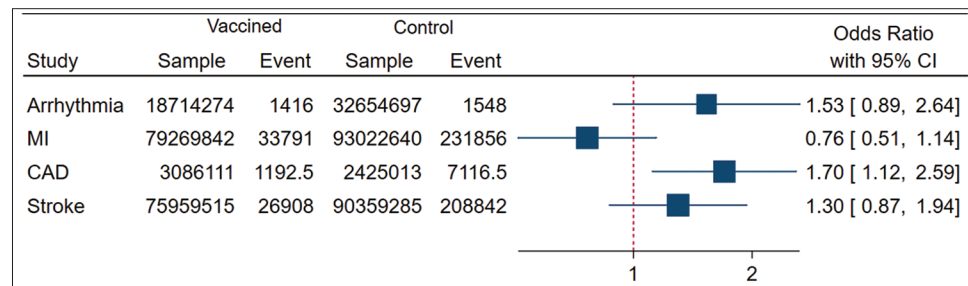 Vaccined Control Odds Ratio
Study Sample Event Sample Event with 95% CI
Arrhythmia 18714274 1416 32654697 1548 1.53 [ 0.89, 2.64]
MI 79269842 33791 93022640 231856 0.76 [ 0.51, 1.14]
CAD 3086111 1192.5 2425013 7116.5 1.70 [ 1.12, 2.59]
Stroke 75959515 26908 90359285 208842 1.30 [ 0.87, 1.94]
1 2